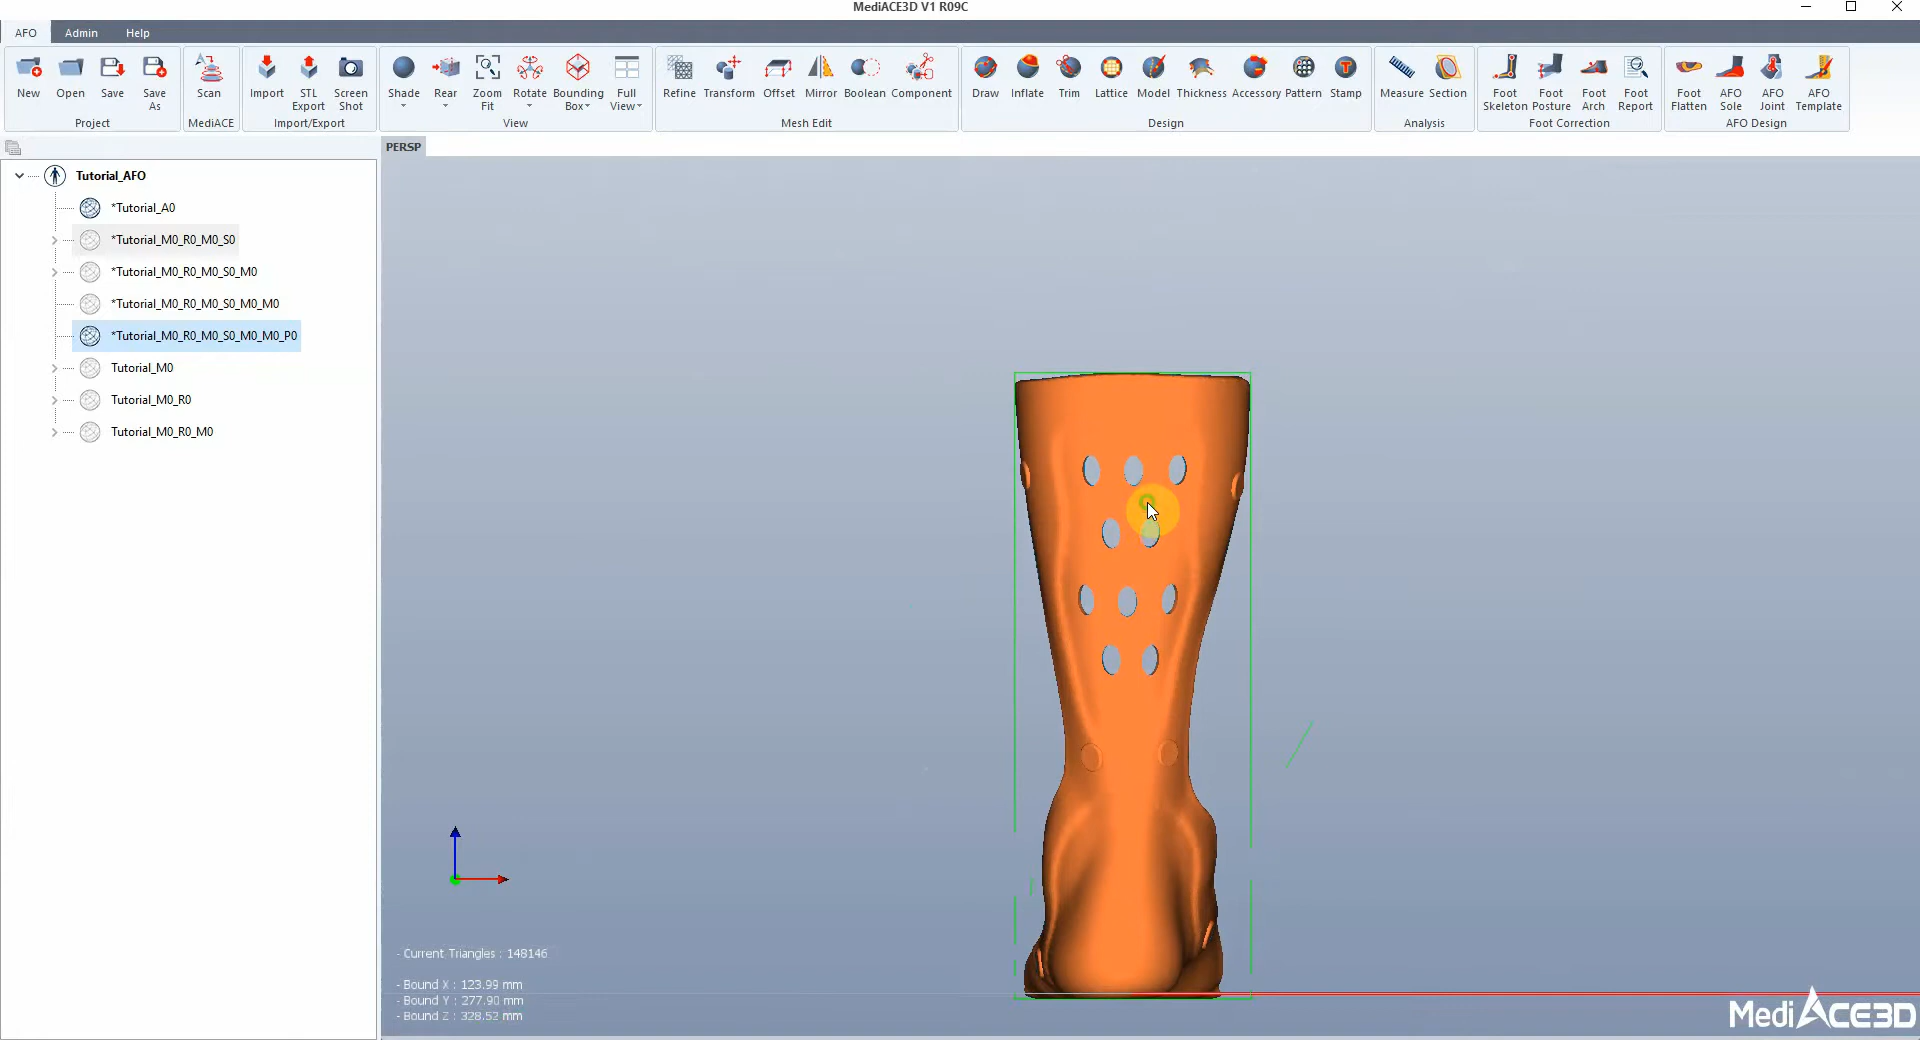 MediACE3D V1 R09C
AFO Admin Help
New Open Save Save As
Project
Scan
MediACE
Import STL Export Screen Shot
Import/Export
Shade Rear Zoom Fit Rotate Bounding Box Full View
View
Refine Transform Offset Mirror Boolean Component
Mesh Edit
Draw Inflate Trim Lattice Model Thickness Accessory Pattern Stamp
Design
Measure Section
Analysis
Foot Skeleton Foot Posture Foot Arch Foot Report
Foot Correction
Foot Flatten AFO Sole AFO Joint AFO Template
AFO Design
PERSP
Tutorial_AFO
*Tutorial_A0
*Tutorial_M0_R0_M0_S0
*Tutorial_M0_R0_M0_S0_M0
*Tutorial_M0_R0_M0_S0_M0_M0
*Tutorial_M0_R0_M0_S0_M0_M0_P0
Tutorial_M0
Tutorial_M0_R0
Tutorial_M0_R0_M0
- Current Triangles : 148146
- Bound X : 123.99 mm
- Bound Y : 277.90 mm
- Bound Z : 328.52 mm
MediACE3D